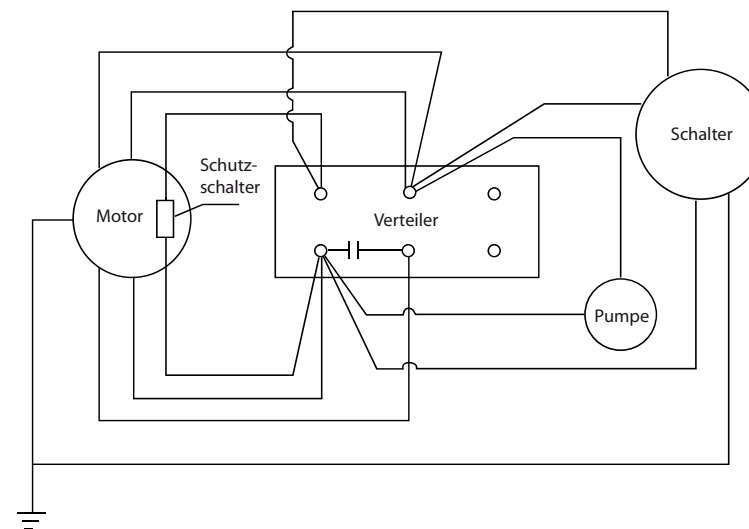 Schalter
Schutz-
schalter
Motor
Verteiler
Pumpe